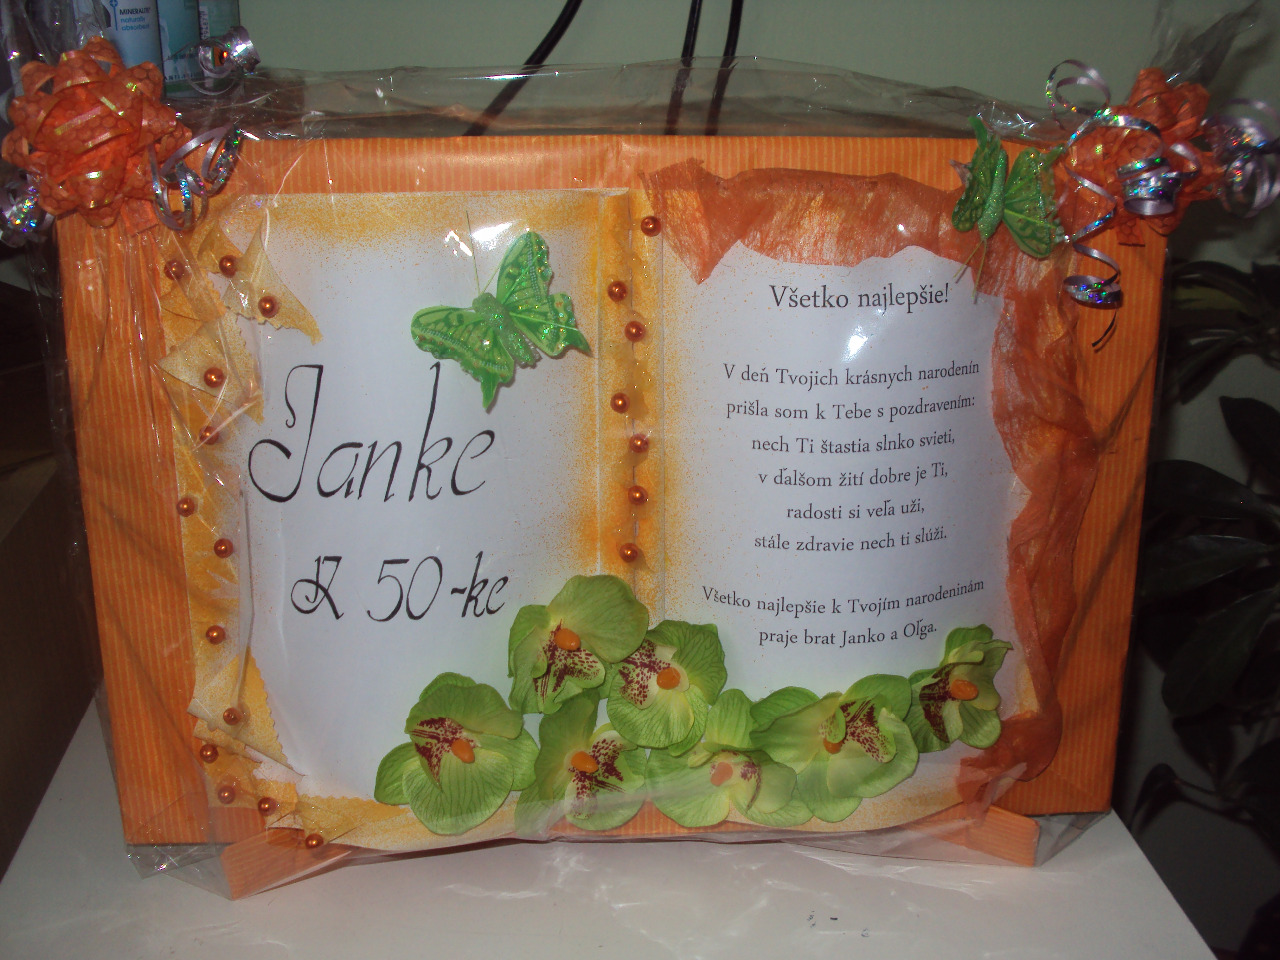 MINERALITE
Janke
K 50-ke
Všetko najlepšie!
V deň Tvojich krásnych narodenín
prišla som k Tebe s pozdravením:
nech Ti štastia slnko svieti,
v ďalšom žití dobre je Ti,
radosti si veľa uži,
stále zdravie nech ti slúži.
Všetko najlepšie k Tvojím narodeninám
praje brat Janko a Oľga.